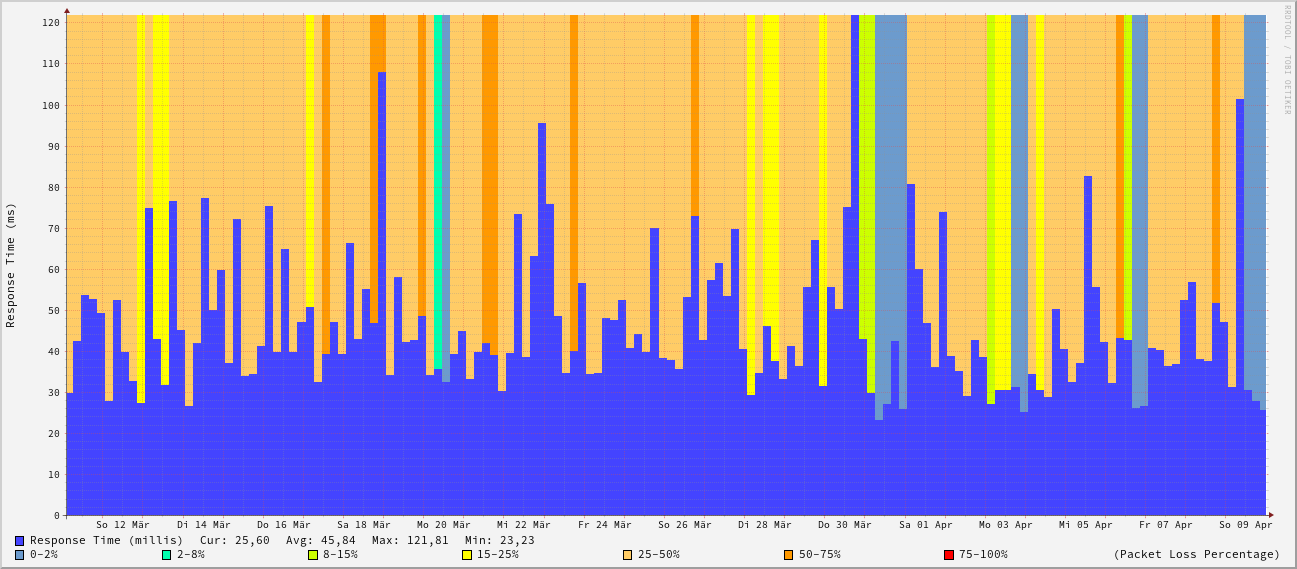 RRDTOOL / TOBI OETIKER
Response Time (ms)
120
110
100
90
80
70
60
50
40
30
20
10
0
So 12 Mär Di 14 Mär Do 16 Mär Sa 18 Mär Mo 20 Mär Mi 22 Mär Fr 24 Mär So 26 Mär Di 28 Mär Do 30 Mär Sa 01 Apr Mo 03 Apr Mi 05 Apr Fr 07 Apr So 09 Apr
Response Time (millis) Cur: 25,60 Avg: 45,84 Max: 121,81 Min: 23,23
0-2% 2-8% 8-15% 15-25% 25-50% 50-75% 75-100% (Packet Loss Percentage)